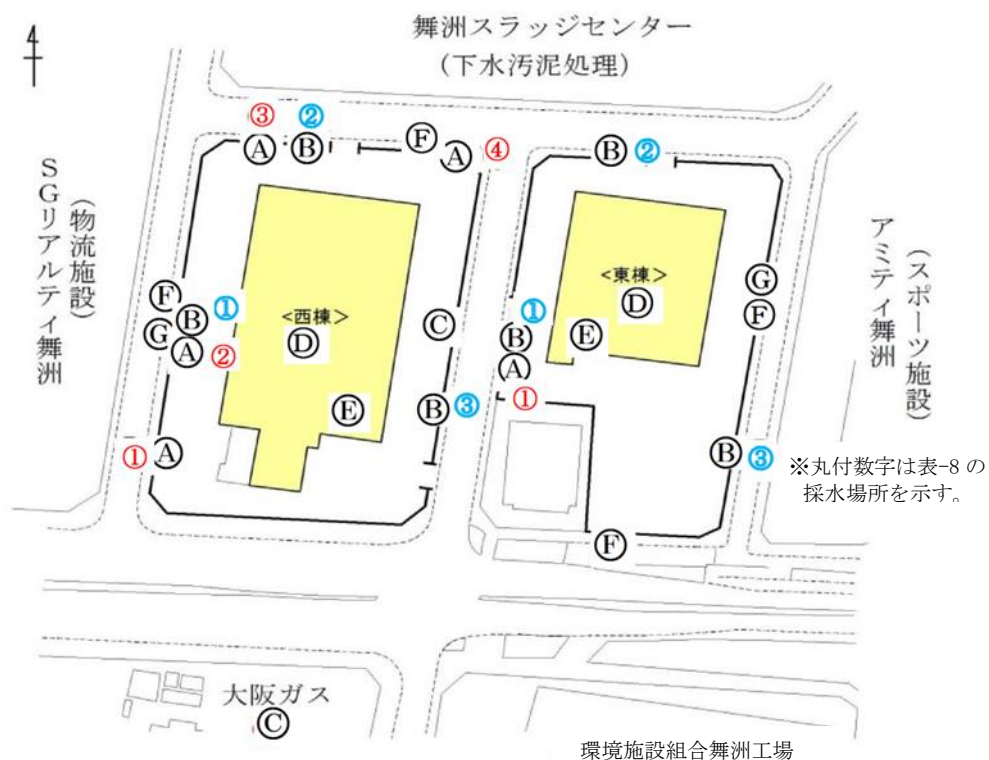 舞洲スラッジセンター
(下水汚泥処理)
4
③
②
Ⓐ
Ⓑ
Ⓕ
Ⓐ
④
Ⓑ
②
SGリアルティ舞洲
(物流施設)
アミティ舞洲
(スポーツ施設)
<西棟>
Ⓓ
<東棟>
Ⓓ
Ⓔ
Ⓖ
Ⓕ
Ⓕ
Ⓑ
①
Ⓖ
Ⓐ
②
Ⓒ
①
Ⓑ
Ⓐ
①
Ⓔ
Ⓑ
③
①
Ⓐ
Ⓑ
③
※丸付数字は表-8の
採水場所を示す。
Ⓕ
大阪ガス
Ⓒ
環境施設組合舞洲工場